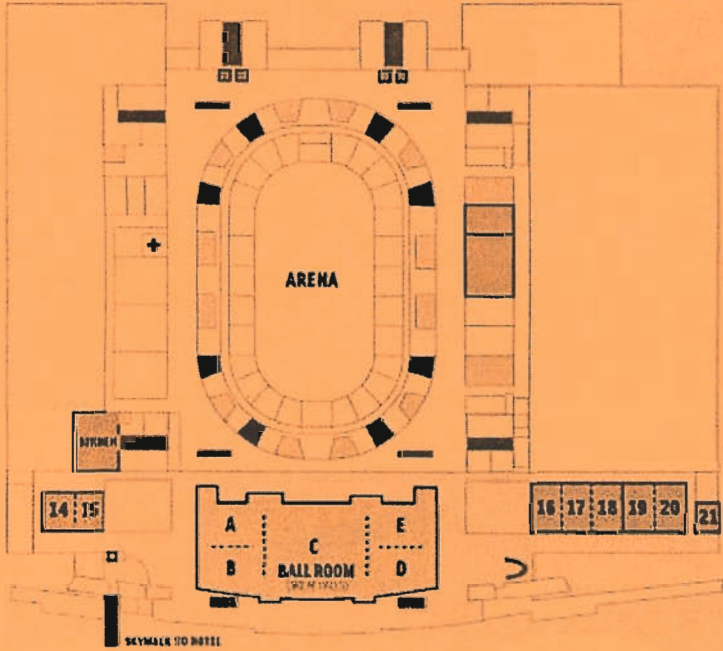 ARENA
14 15
16 17 18 19 20 21
A
E
C
BALL ROOM
B
D
SKYWALK TO HOTEL